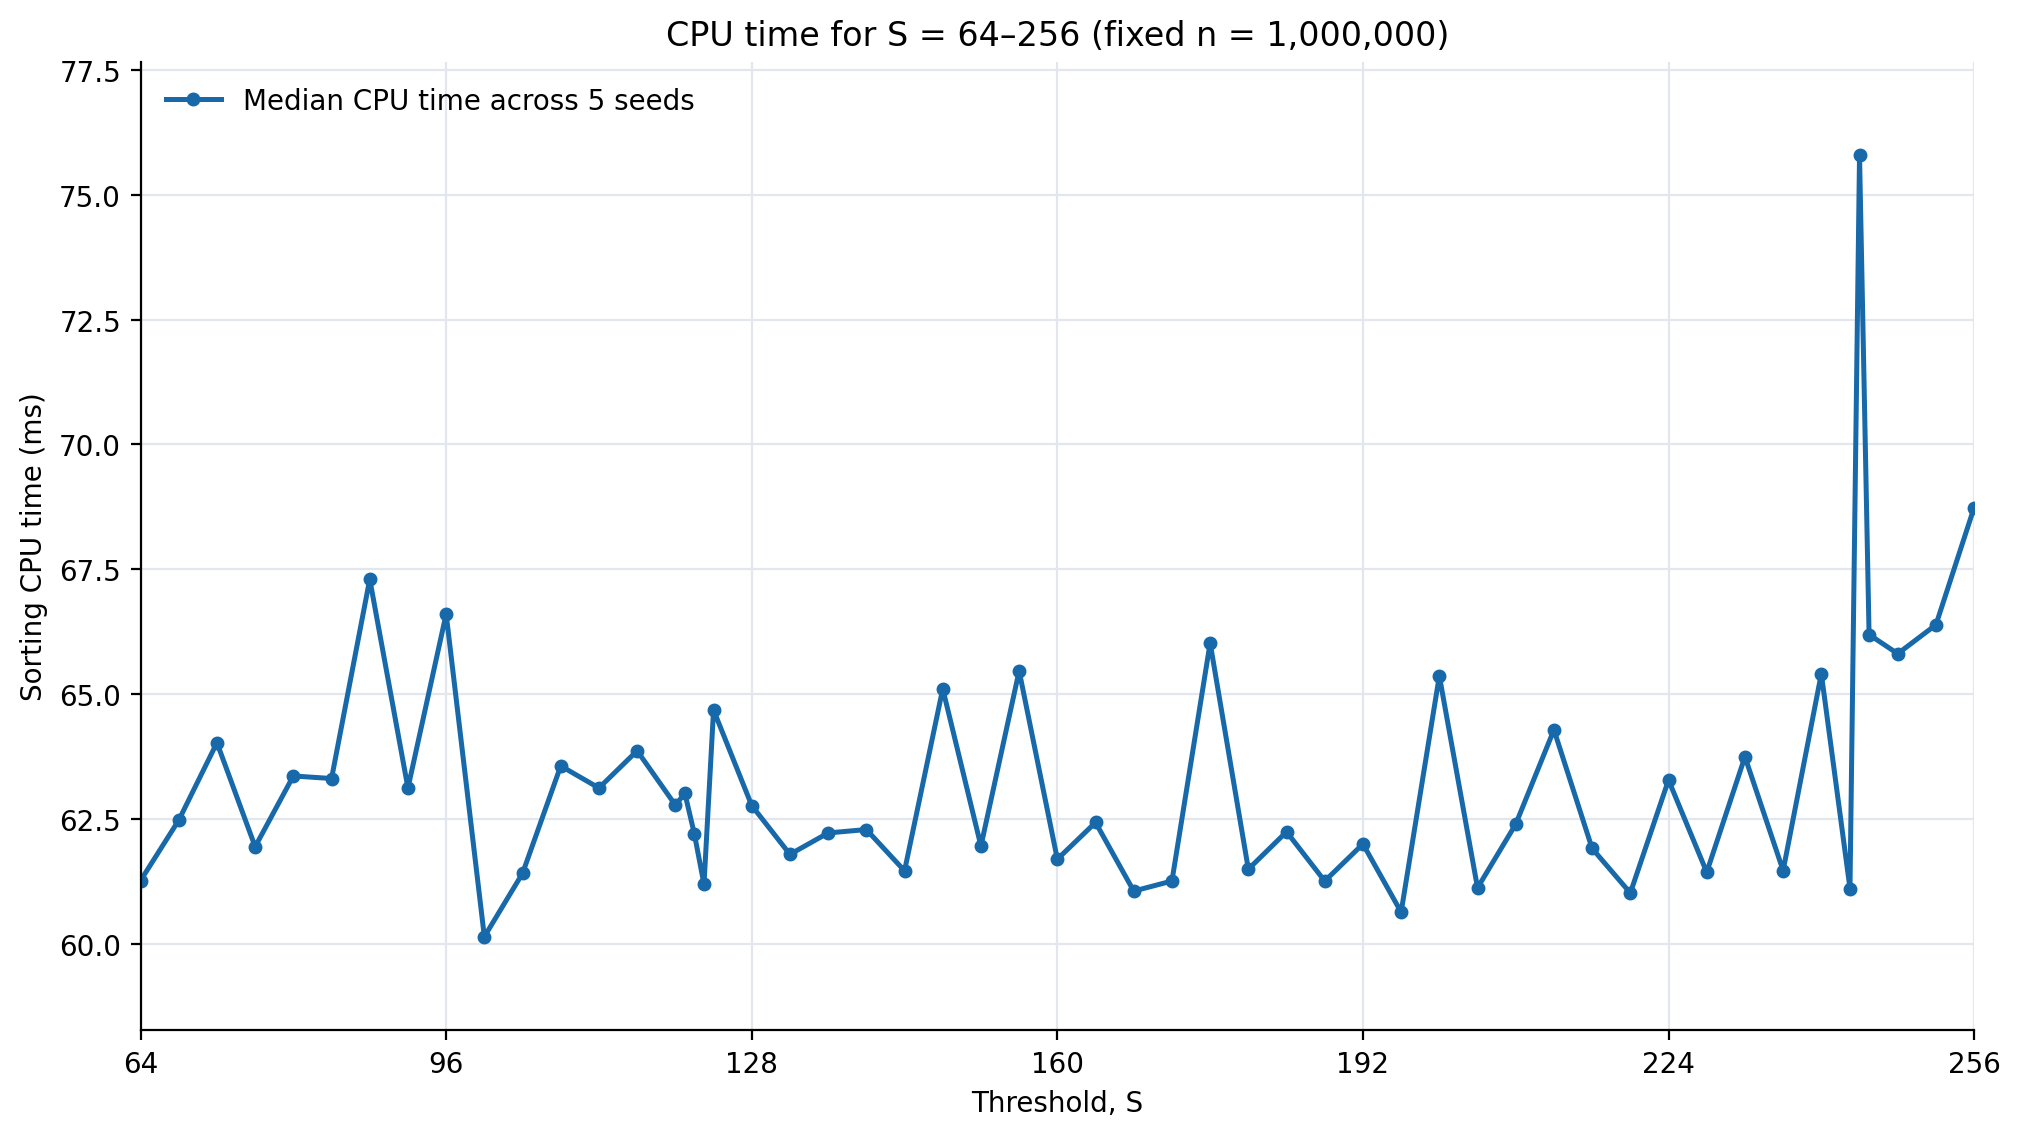 CPU time for S = 64–256 (fixed n = 1,000,000)
Median CPU time across 5 seeds
Sorting CPU time (ms)
77.5
75.0
72.5
70.0
67.5
65.0
62.5
60.0
64 96 128 160 192 224 256
Threshold, S